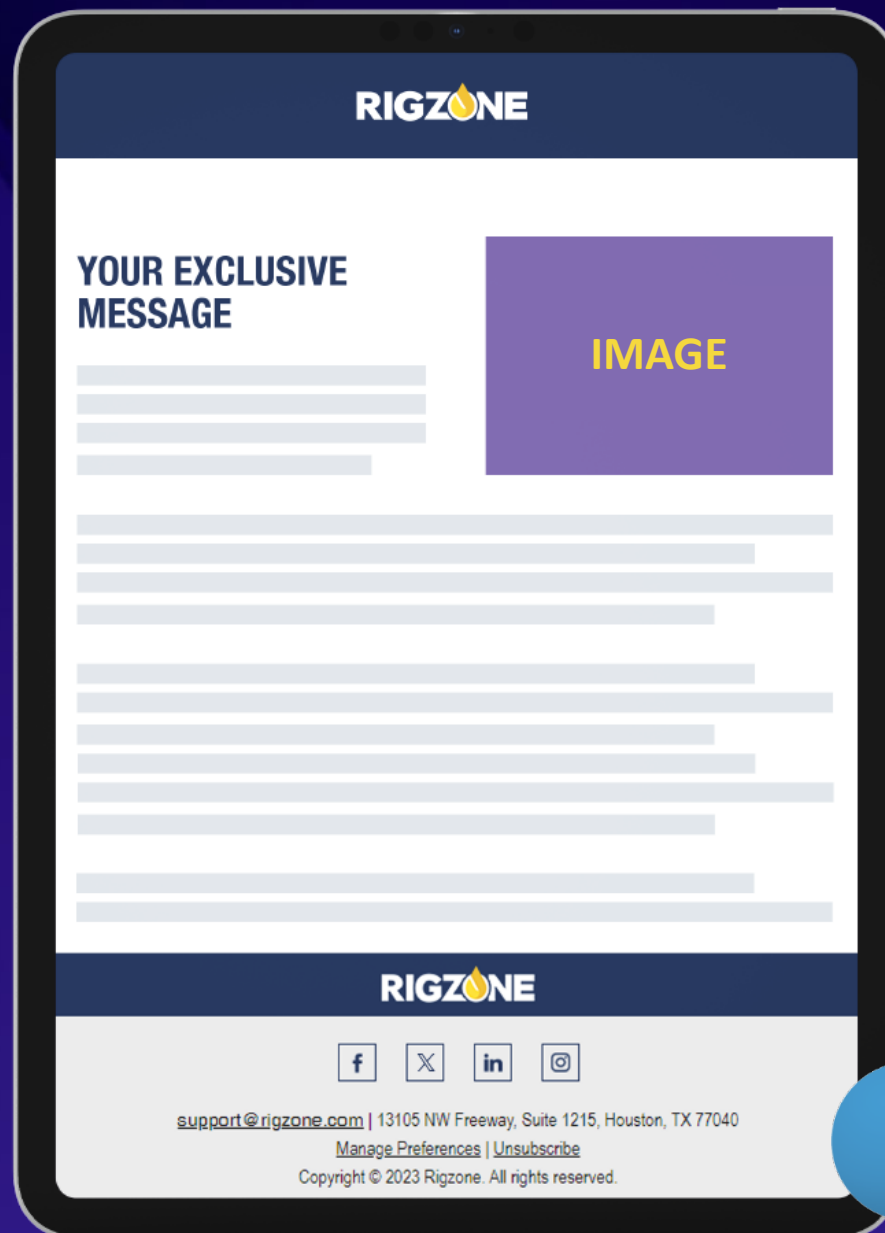 RIGZONE
YOUR EXCLUSIVE
MESSAGE
IMAGE
RIGZONE
f X in
support@rigzone.com | 13105 NW Freeway, Suite 1215, Houston, TX 77040
Manage Preferences | Unsubscribe
Copyright © 2023 Rigzone. All rights reserved.